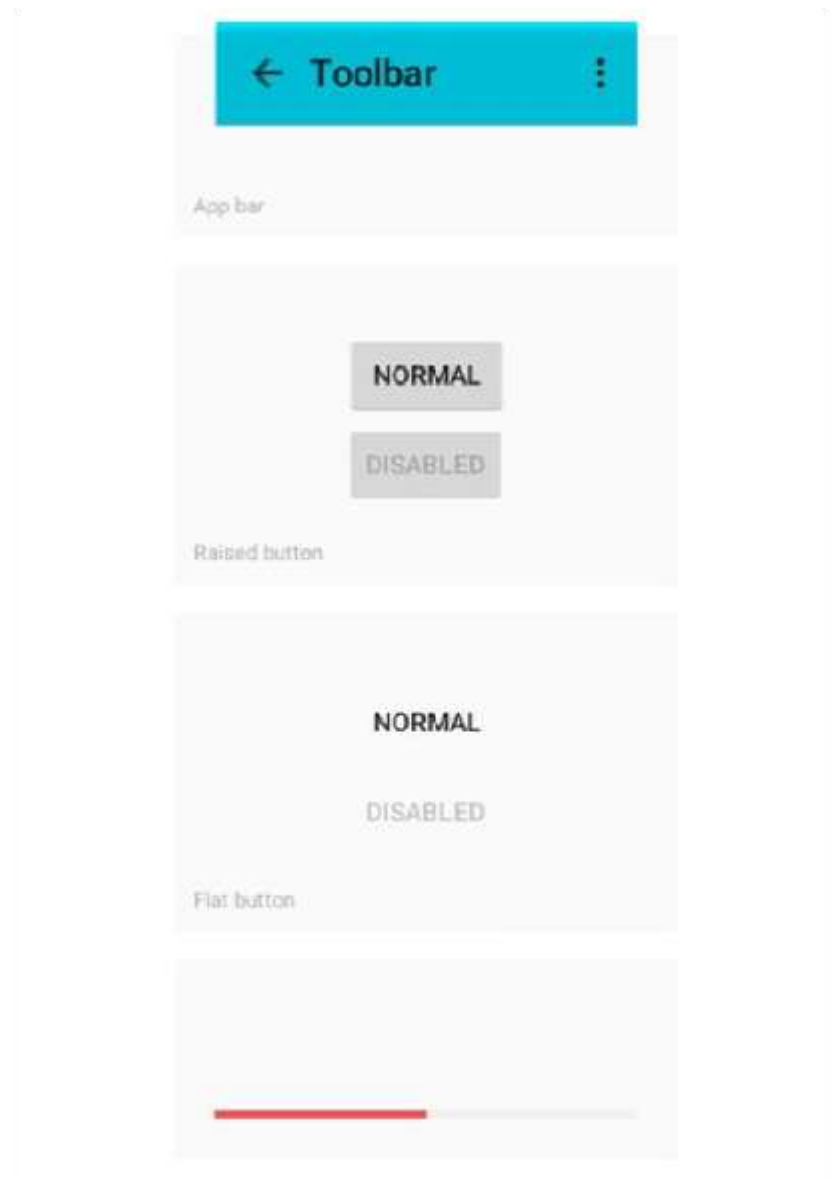 Toolbar
App bar
NORMAL
DISABLED
Raised button
NORMAL
DISABLED
Flat button